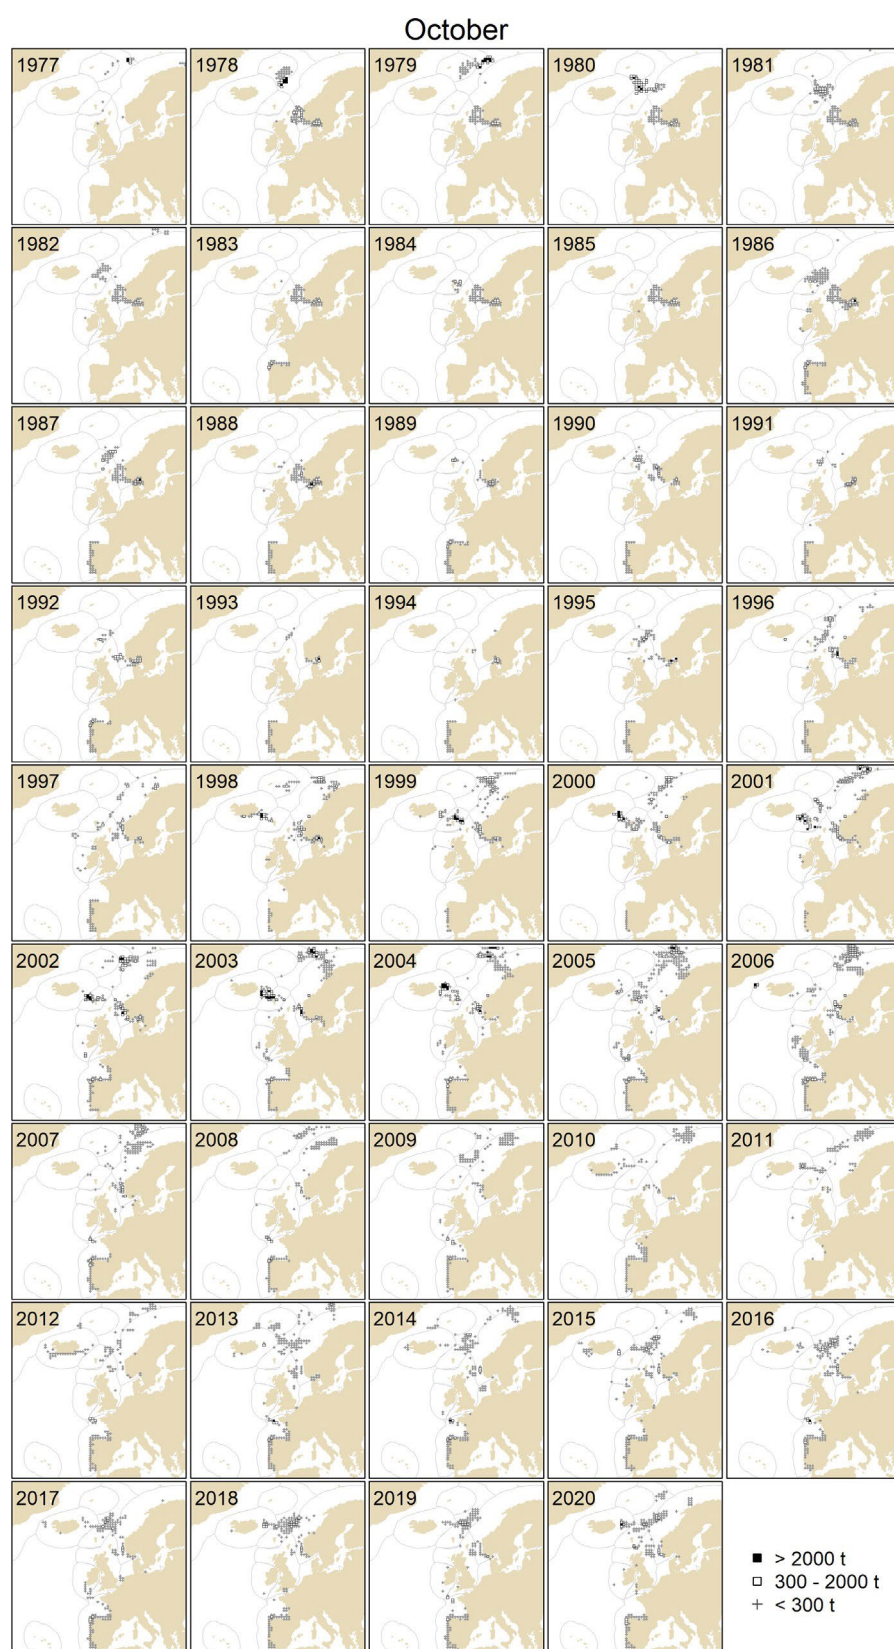 October
1977 1978 1979 1980 1981
1982 1983 1984 1985 1986
1987 1988 1989 1990 1991
1992 1993 1994 1995 1996
1997 1998 1999 2000 2001
2002 2003 2004 2005 2006
2007 2008 2009 2010 2011
2012 2013 2014 2015 2016
2017 2018 2019 2020
> 2000 t
300 - 2000 t
< 300 t